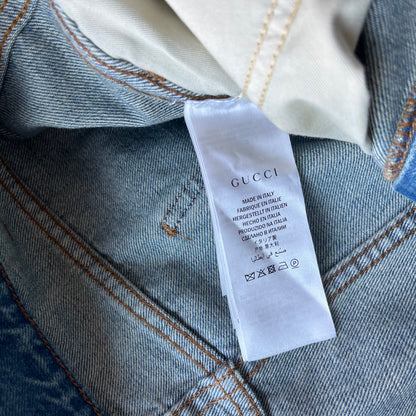 GUCCI
MADE IN ITALY
FABRIQUÉ EN ITALIE
HERGESTELLT IN ITALIEN
HECHO EN ITALIA
PRODUZIDO NA ITÁLIA
СДЕЛАНО В ИТАЛИИ
イタリア製
صنع في إيطاليا